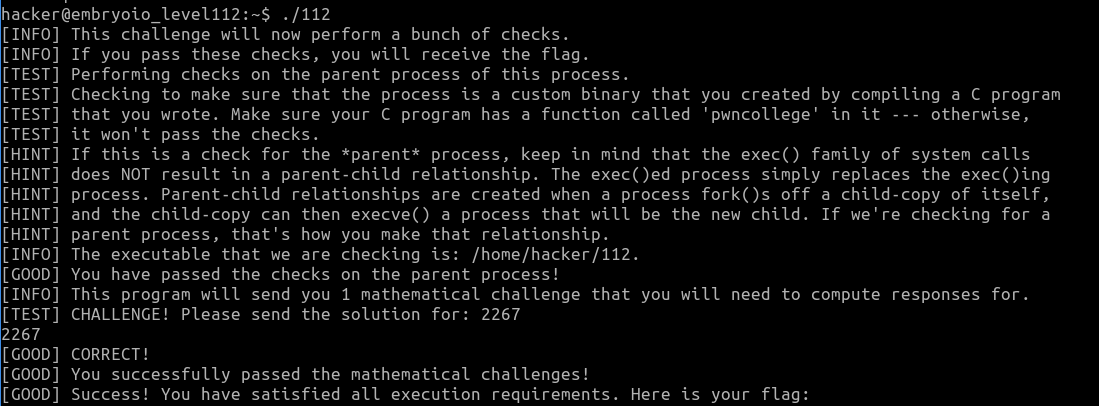 hacker@embryoio_level112:~$ ./112
[INFO] This challenge will now perform a bunch of checks.
[INFO] If you pass these checks, you will receive the flag.
[TEST] Performing checks on the parent process of this process.
[TEST] Checking to make sure that the process is a custom binary that you created by compiling a C program
[TEST] that you wrote. Make sure your C program has a function called 'pwncollege' in it --- otherwise,
[TEST] it won't pass the checks.
[HINT] If this is a check for the *parent* process, keep in mind that the exec() family of system calls
[HINT] does NOT result in a parent-child relationship. The exec()ed process simply replaces the exec()ing
[HINT] process. Parent-child relationships are created when a process fork()s off a child-copy of itself,
[HINT] and the child-copy can then execve() a process that will be the new child. If we're checking for a
[HINT] parent process, that's how you make that relationship.
[INFO] The executable that we are checking is: /home/hacker/112.
[GOOD] You have passed the checks on the parent process!
[INFO] This program will send you 1 mathematical challenge that you will need to compute responses for.
[TEST] CHALLENGE! Please send the solution for: 2267
2267
[GOOD] CORRECT!
[GOOD] You successfully passed the mathematical challenges!
[GOOD] Success! You have satisfied all execution requirements. Here is your flag: